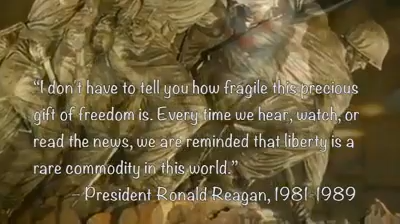 “I don't have to tell you how fragile this precious
gift of freedom is. Every time we hear, watch, or
read the news, we are reminded that liberty is a
rare commodity in this world.”
- President Ronald Reagan, 1981-1989